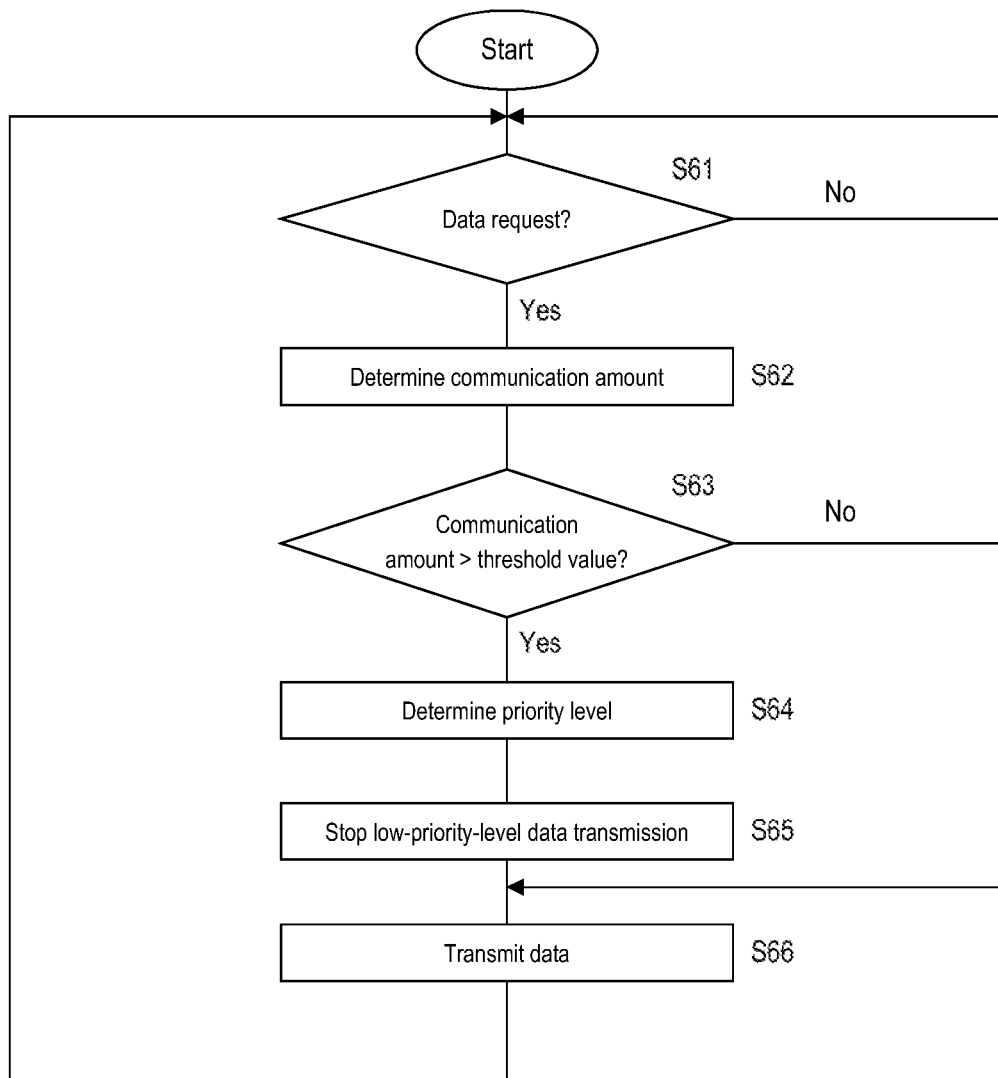 Start
S61
Data request?
No
Yes
Determine communication amount
S62
S63
Communication
amount > threshold value?
No
Yes
Determine priority level
S64
Stop low-priority-level data transmission
S65
Transmit data
S66